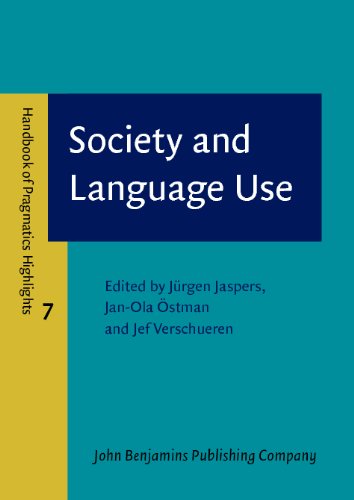 Society and
Language Use
Handbook of Pragmatics Highlights
7
Edited by Jürgen Jaspers,
Jan-Ola Östman
and Jef Verschueren
John Benjamins Publishing Company